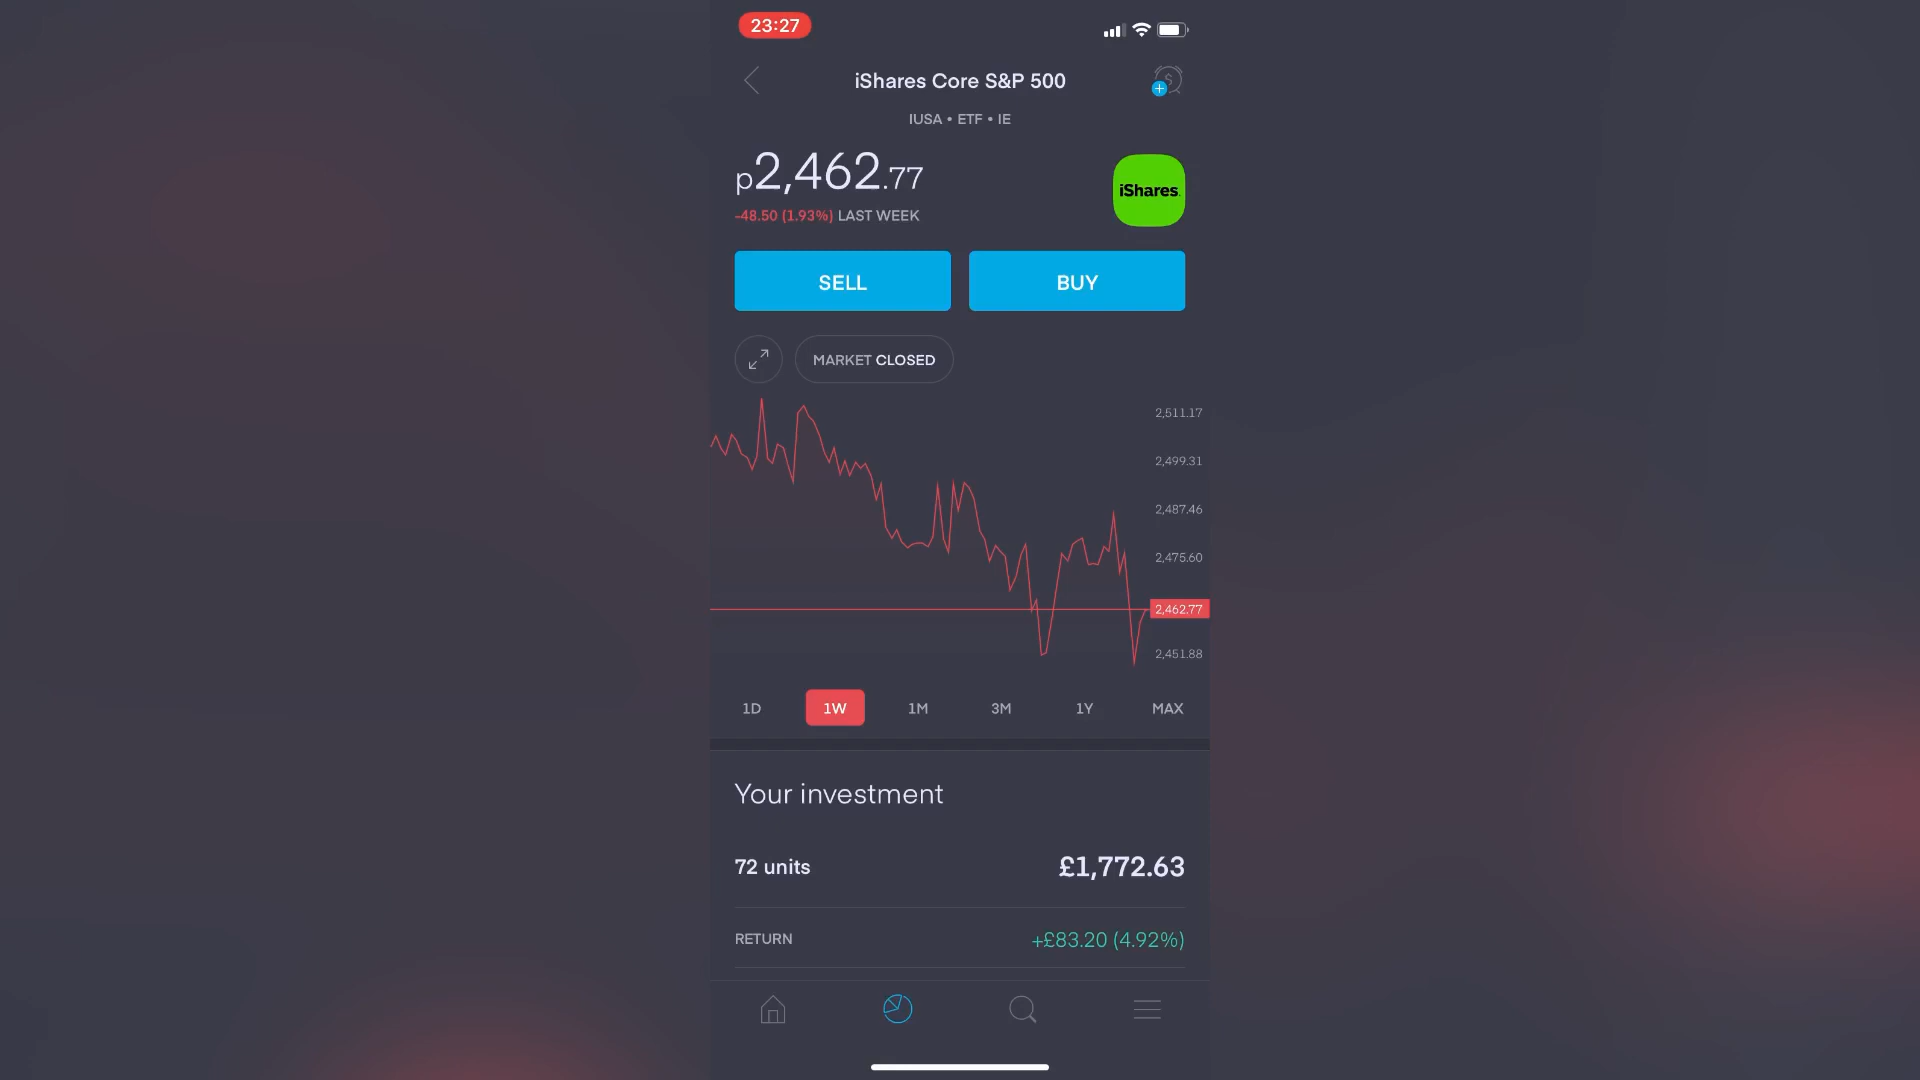 23:27
iShares Core S&P 500
IUSA • ETF • IE
p2,462.77
iShares.
-48.50 (1.93%) LAST WEEK
SELL BUY
MARKET CLOSED
2,511.17
2,499.31
2,487.46
2,475.60
2,462.77
2,451.88
1D 1W 1M 3M 1Y MAX
Your investment
72 units £1,772.63
RETURN +£83.20 (4.92%)